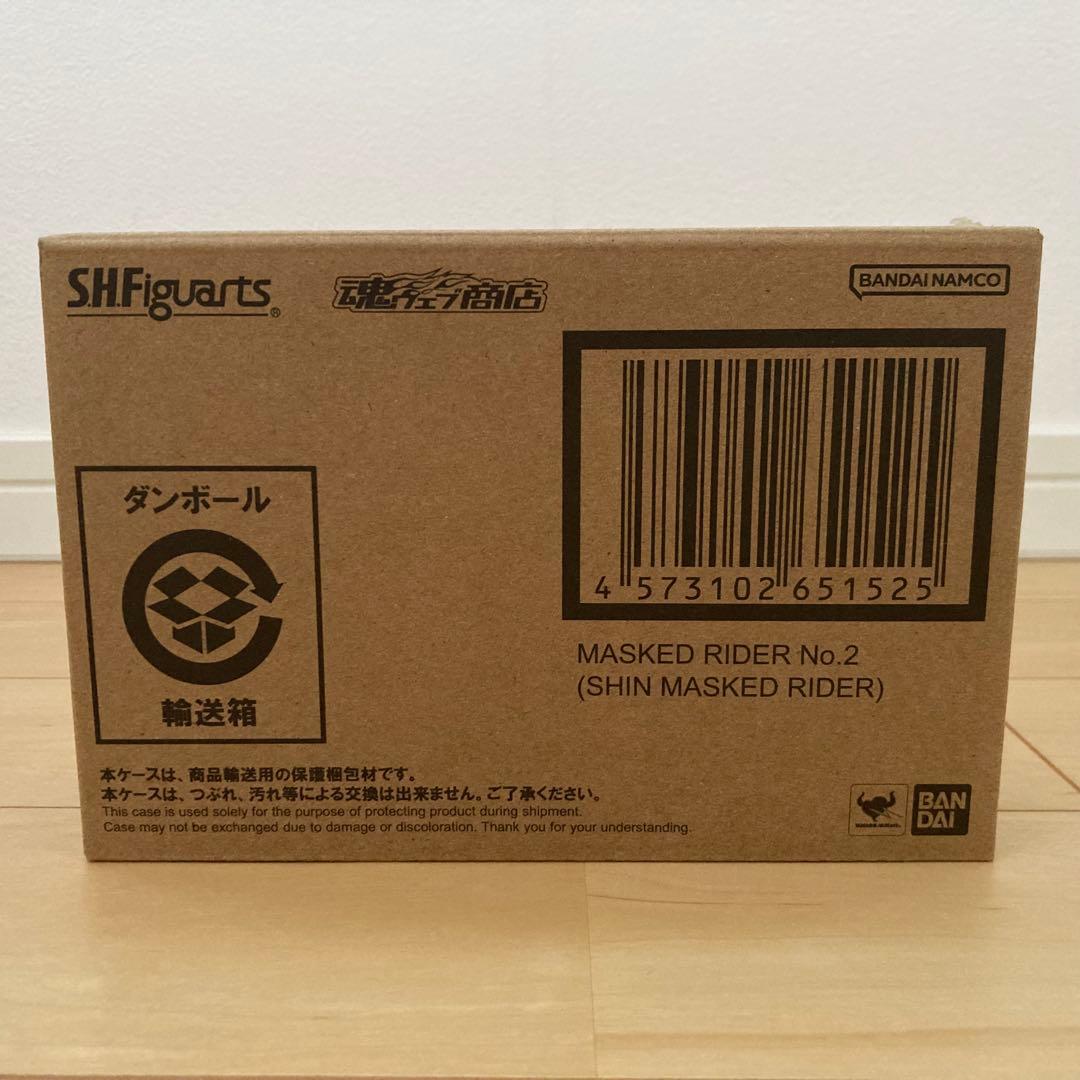 S.H.Figuarts®
魂ウェブ商店
BANDAI NAMCO
4 573102 651525
MASKED RIDER No.2
(SHIN MASKED RIDER)
ダンボール
輸送箱
本ケースは、商品輸送用の保護梱包材です。
本ケースは、つぶれ、汚れ等による交換は出来ません。ご了承ください。
This case is used solely for the purpose of protecting product during shipment.
Case may not be exchanged due to damage or discoloration. Thank you for your understanding.
BAN
DAI